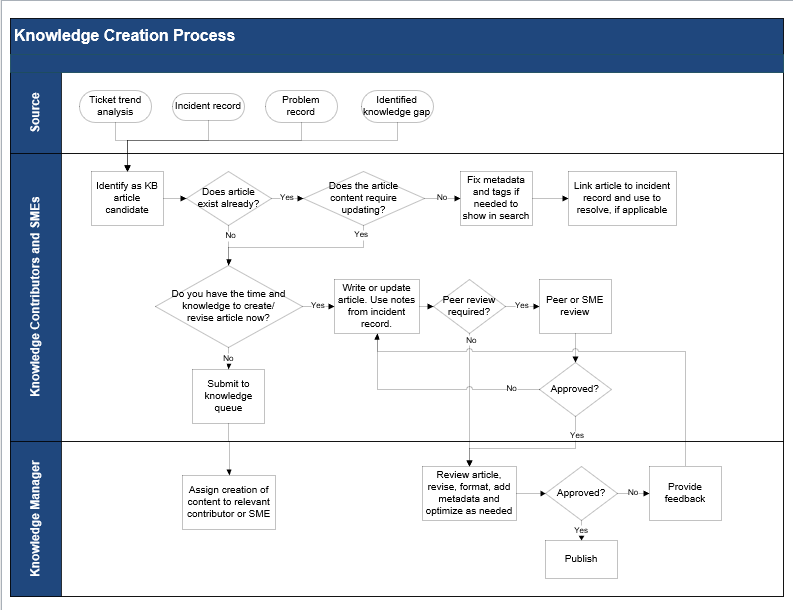 Knowledge Creation Process
Source
Ticket trend
analysis
Incident record
Problem
record
Identified
knowledge gap
Knowledge Contributors and SMEs
Identify as KB
article
candidate
Does article
exist already?
Yes
Does the article
content require
updating?
No
Fix metadata
and tags if
needed to
show in search
Link article to incident
record and use to
resolve, if applicable
No
Yes
Do you have the time and
knowledge to create/
revise article now?
Yes
Write or update
article. Use notes
from incident
record.
Peer review
required?
Yes
Peer or SME
review
No
No
Submit to
knowledge
queue
No
Approved?
Yes
Knowledge Manager
Assign creation of
content to relevant
contributor or SME
Review article,
revise, format, add
metadata and
optimize as needed
Approved?
No
Provide
feedback
Yes
Publish